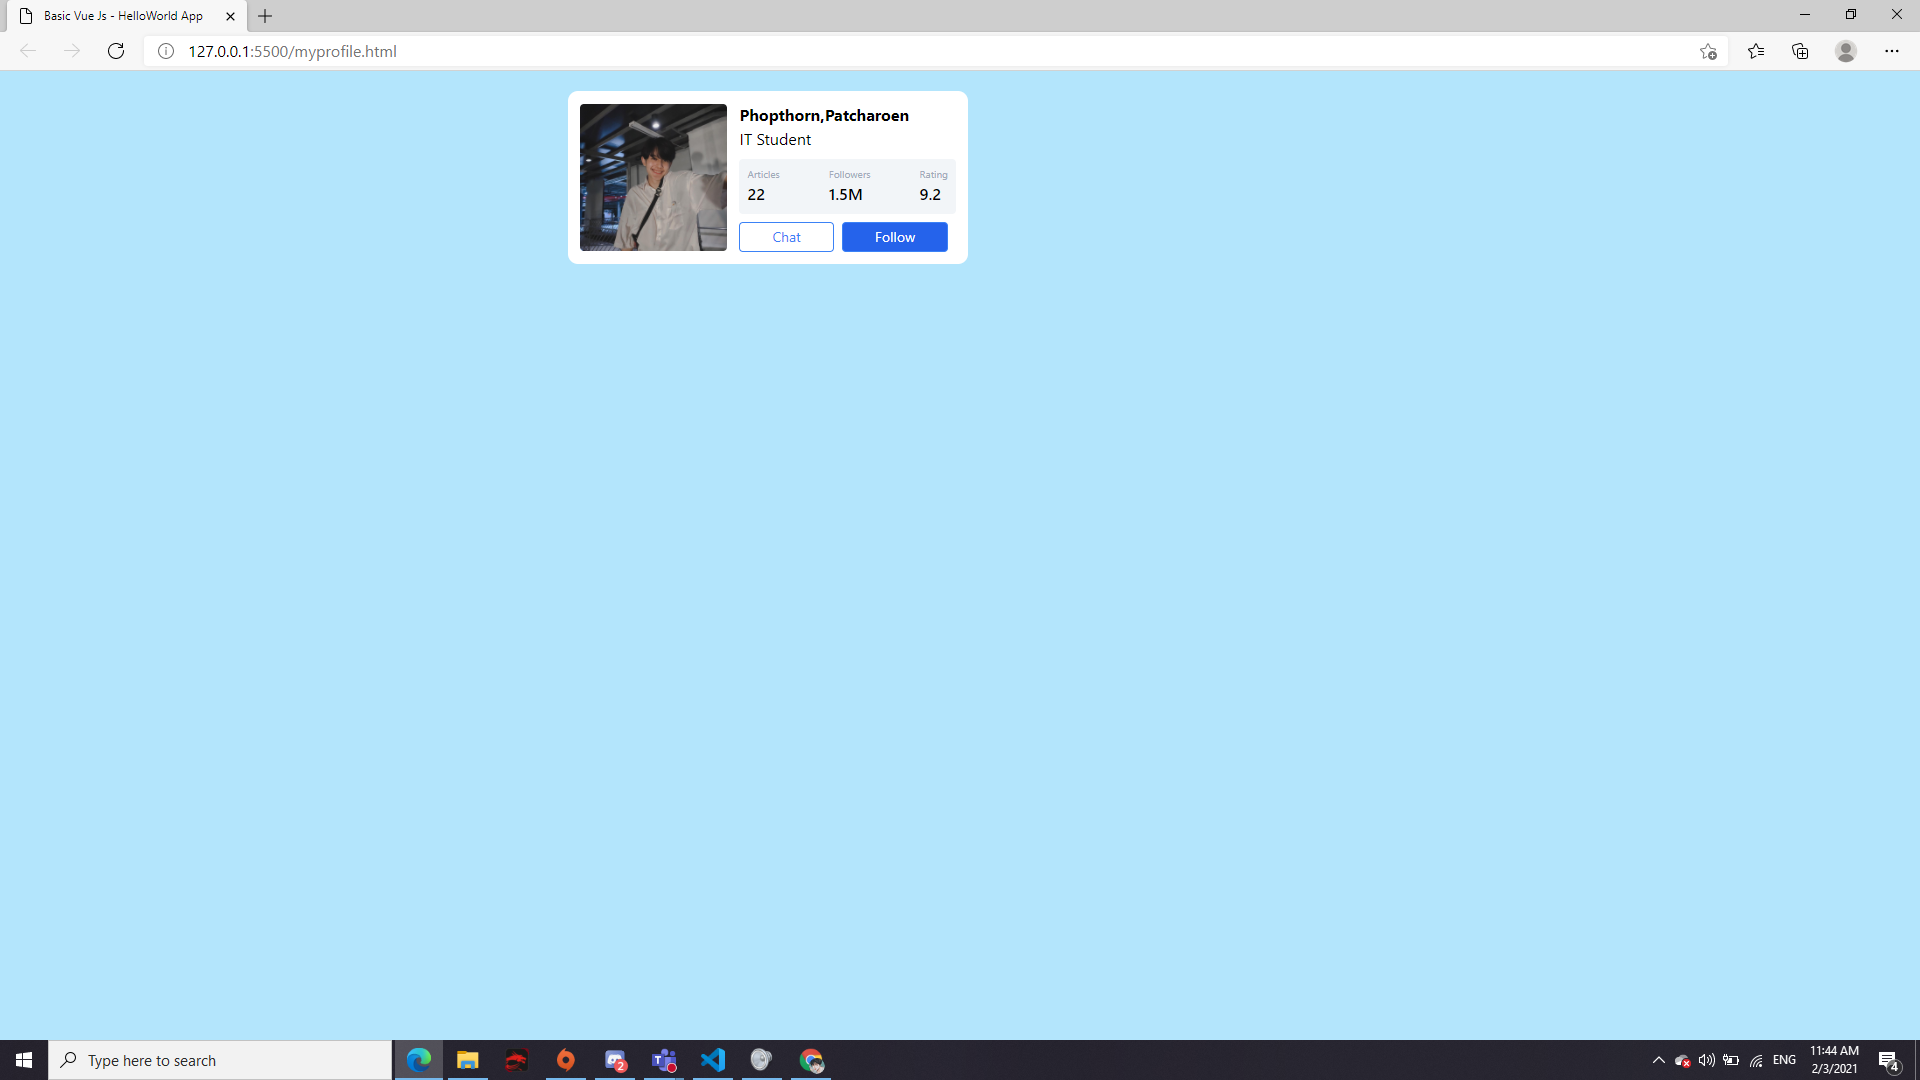 Basic Vue Js - HelloWorld App
127.0.0.1:5500/myprofile.html
Phopthorn,Patcharoen
IT Student
Articles Followers Rating
22 1.5M 9.2
Chat Follow
Type here to search
2
T
ENG
11:44 AM
2/3/2021
4